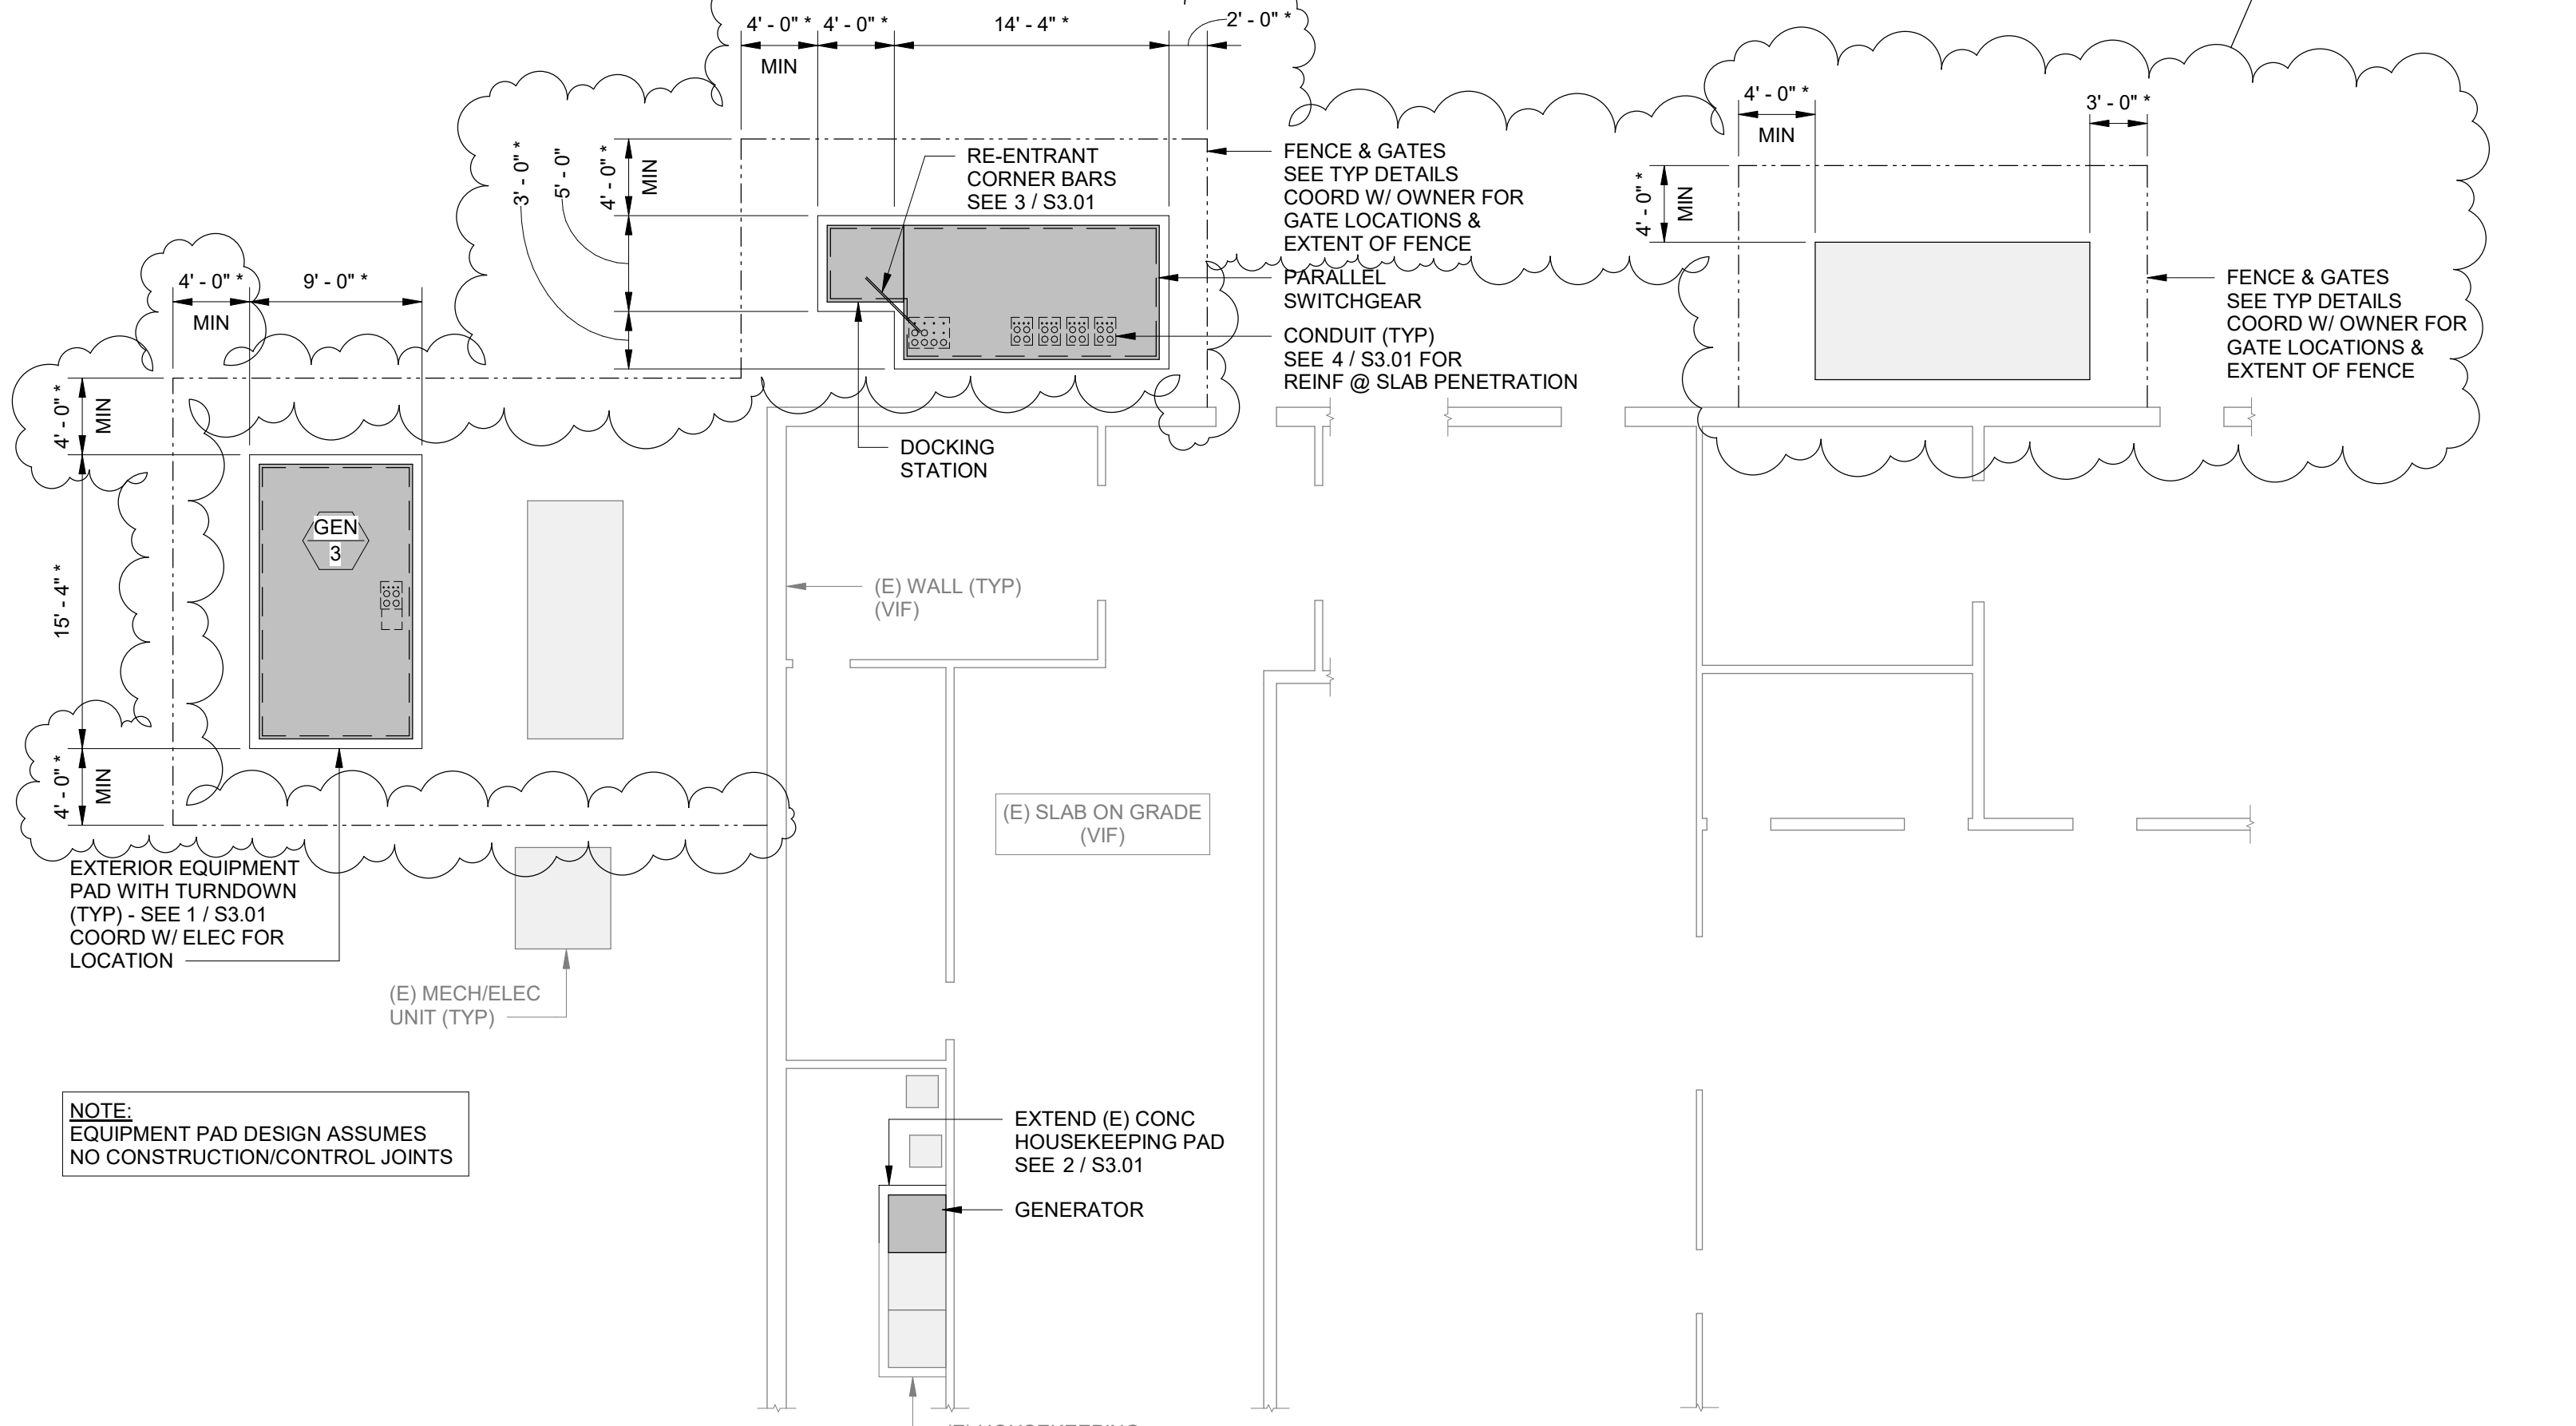 4' - 0" *
MIN
4' - 0" *
14' - 4" *
2' - 0" *
4' - 0" *
MIN
3' - 0" *
3' - 0" *
5' - 0"
4' - 0" *
MIN
RE-ENTRANT
CORNER BARS
SEE 3 / S3.01
FENCE & GATES
SEE TYP DETAILS
COORD W/ OWNER FOR
GATE LOCATIONS &
EXTENT OF FENCE
PARALLEL
SWITCHGEAR
CONDUIT (TYP)
SEE 4 / S3.01 FOR
REINF @ SLAB PENETRATION
4' - 0" *
MIN
FENCE & GATES
SEE TYP DETAILS
COORD W/ OWNER FOR
GATE LOCATIONS &
EXTENT OF FENCE
4' - 0" *
MIN
9' - 0" *
4' - 0" *
MIN
DOCKING
STATION
GEN
3
15' - 4" *
(E) WALL (TYP)
(VIF)
4' - 0" *
MIN
(E) SLAB ON GRADE
(VIF)
EXTERIOR EQUIPMENT
PAD WITH TURNDOWN
(TYP) - SEE 1 / S3.01
COORD W/ ELEC FOR
LOCATION
(E) MECH/ELEC
UNIT (TYP)
NOTE:
EQUIPMENT PAD DESIGN ASSUMES
NO CONSTRUCTION/CONTROL JOINTS
EXTEND (E) CONC
HOUSEKEEPING PAD
SEE 2 / S3.01
GENERATOR
(E) HOUSEKEEPING